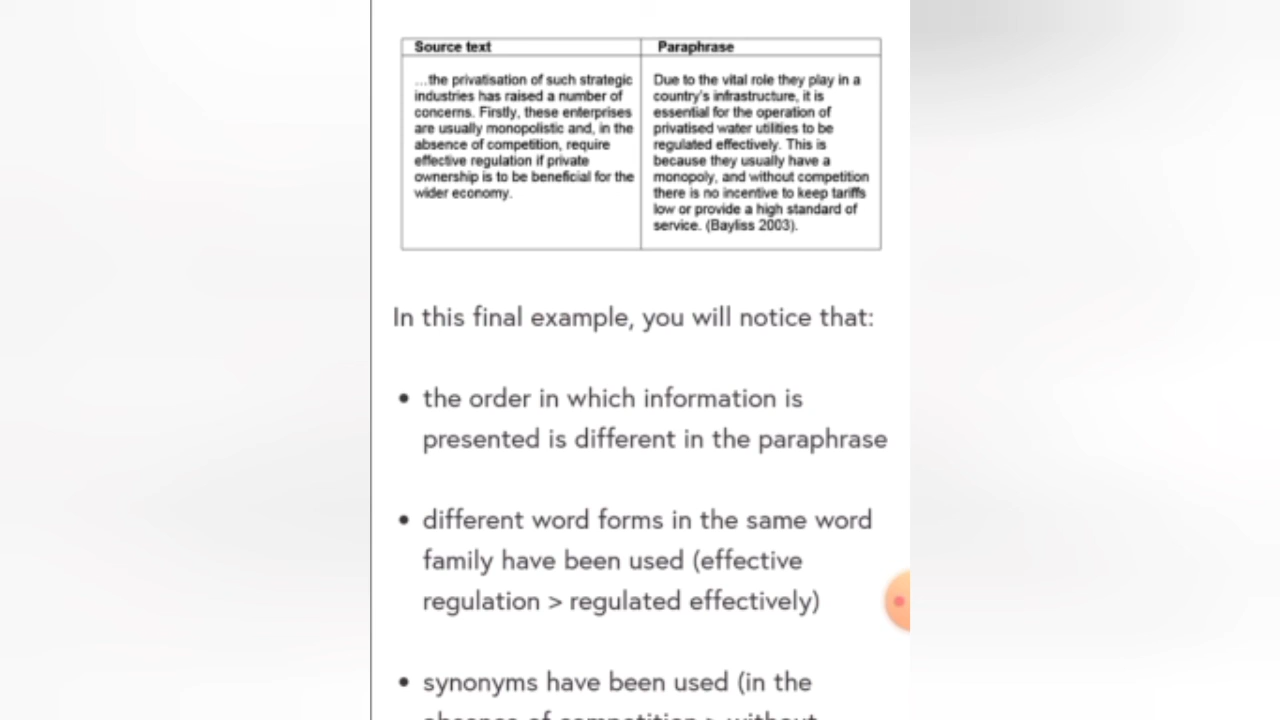 Source text
Paraphrase
...the privatisation of such strategic
industries has raised a number of
concerns. Firstly, these enterprises
are usually monopolistic and, in the
absence of competition, require
effective regulation if private
ownership is to be beneficial for the
wider economy.
Due to the vital role they play in a
country's infrastructure, it is
essential for the operation of
privatised water utilities to be
regulated effectively. This is
because they usually have a
monopoly, and without competition
there is no incentive to keep tariffs
low or provide a high standard of
service. (Bayliss 2003).
In this final example, you will notice that:
• the order in which information is
presented is different in the paraphrase
• different word forms in the same word
family have been used (effective
regulation > regulated effectively)
• synonyms have been used (in the
absence of competition > without